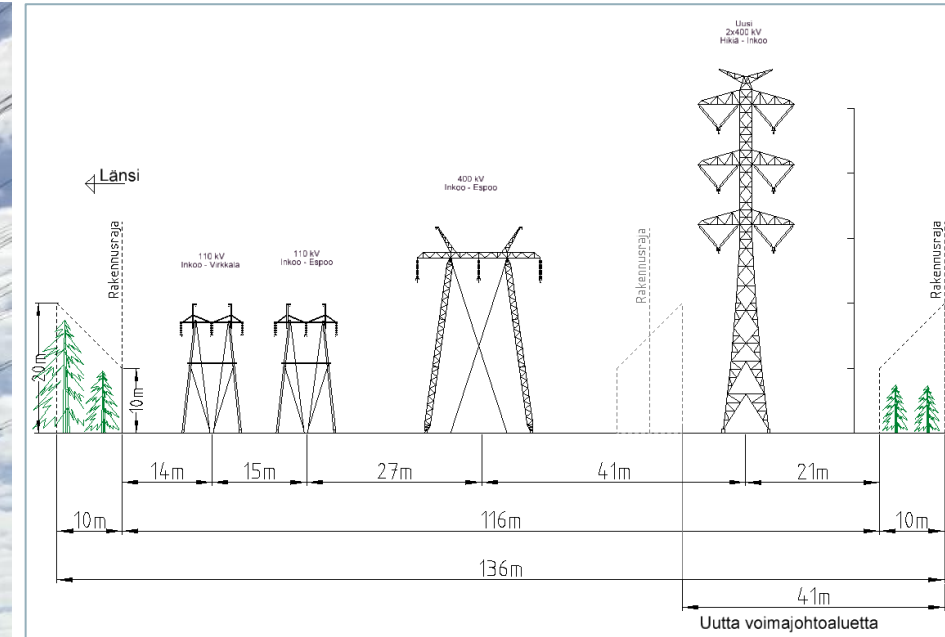 Uusi
2x400 kV
Hikiä - Inkoo
Länsi
400 kV
Inkoo - Espoo
110 kV
Inkoo - Virkkala
110 kV
Inkoo - Espoo
Rakennusraja
Rakennusraja
Rakennusraja
20m
10m
14m
15m
27m
41m
21m
10m
116m
10m
136m
41m
Uutta voimajohtoaluetta